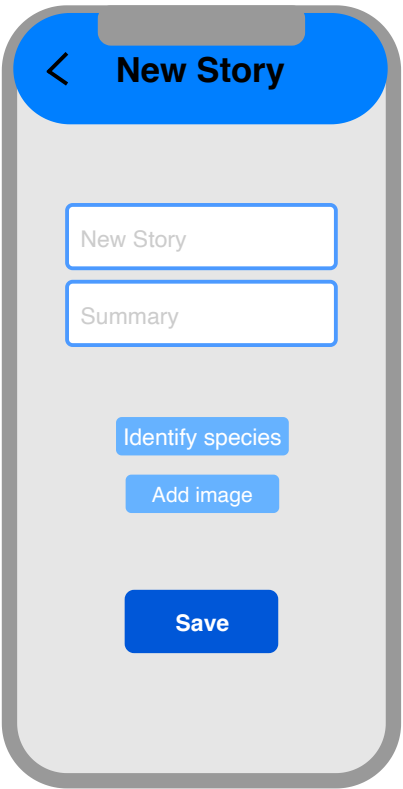 New Story
New Story
Summary
Identify species
Add image
Save